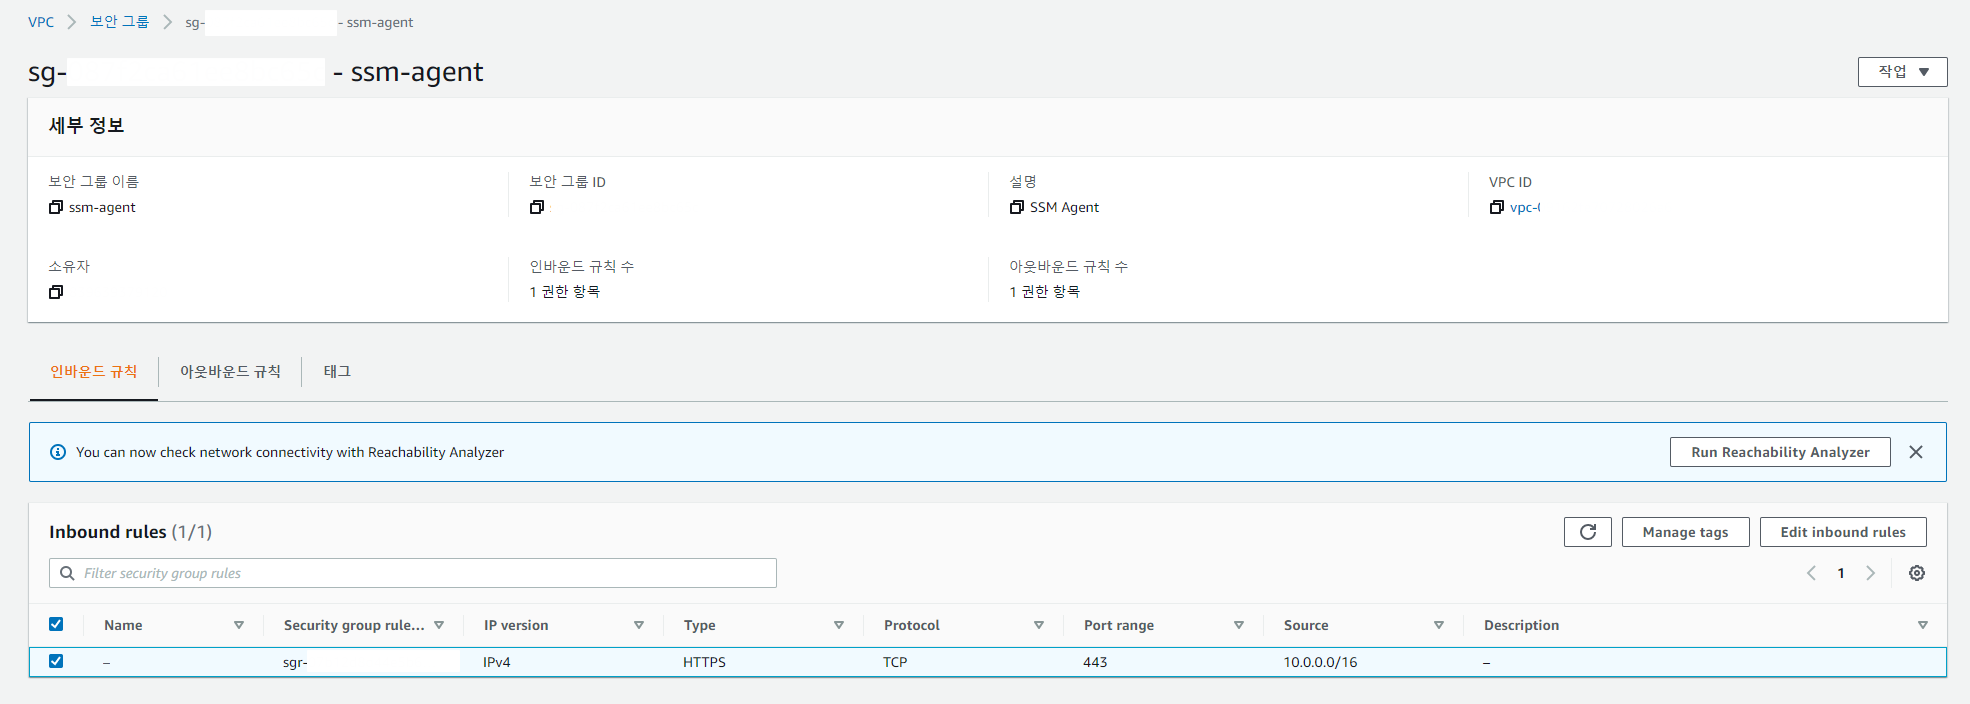 VPC 보안 그룹 sg- - ssm-agent
sg- - ssm-agent
작업
세부 정보
보안 그룹 이름
ssm-agent
보안 그룹 ID
설명
SSM Agent
VPC ID
vpc-
소유자
인바운드 규칙 수
1 권한 항목
아웃바운드 규칙 수
1 권한 항목
인바운드 규칙 아웃바운드 규칙 태그
You can now check network connectivity with Reachability Analyzer
Run Reachability Analyzer
Inbound rules (1/1)
Manage tags
Edit inbound rules
Filter security group rules
1
Name Security group rule... IP version Type Protocol Port range Source Description
– sgr- IPv4 HTTPS TCP 443 10.0.0.0/16 –